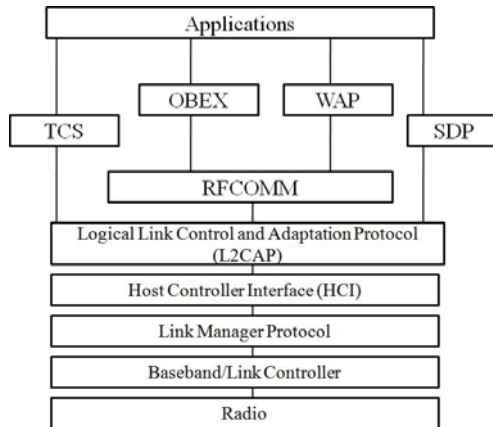 Applications
OBEX
WAP
TCS
SDP
RFCOMM
Logical Link Control and Adaptation Protocol
(L2CAP)
Host Controller Interface (HCI)
Link Manager Protocol
Baseband/Link Controller
Radio